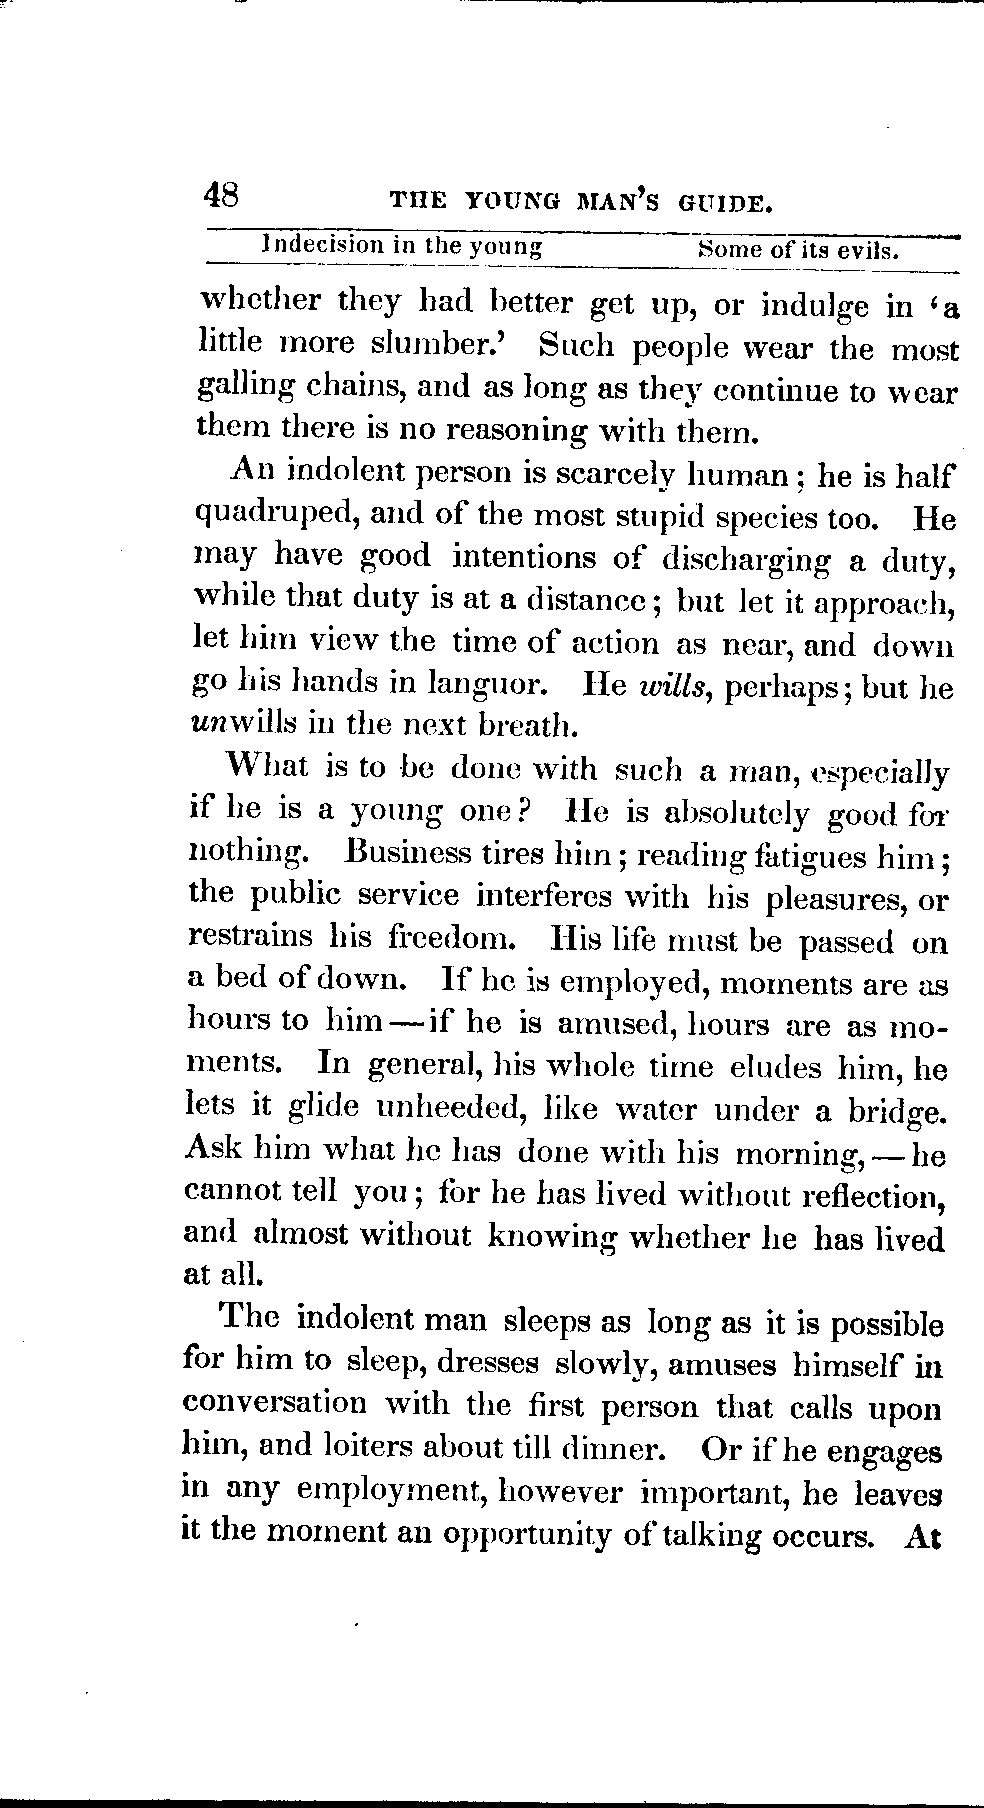 48 THE YOUNG MAN'S GUIDE.
Indecision in the young Some of its evils.
whether they had better get up, or indulge in ‘a
little more slumber.’ Such people wear the most
galling chains, and as long as they continue to wear
them there is no reasoning with them.
An indolent person is scarcely human; he is half
quadruped, and of the most stupid species too. He
may have good intentions of discharging a duty,
while that duty is at a distance; but let it approach,
let him view the time of action as near, and down
go his hands in languor. He wills, perhaps; but he
unwills in the next breath.
What is to be done with such a man, especially
if he is a young one? He is absolutely good for
nothing. Business tires him; reading fatigues him;
the public service interferes with his pleasures, or
restrains his freedom. His life must be passed on
a bed of down. If he is employed, moments are as
hours to him—if he is amused, hours are as mo-
ments. In general, his whole time eludes him, he
lets it glide unheeded, like water under a bridge.
Ask him what he has done with his morning,—he
cannot tell you; for he has lived without reflection,
and almost without knowing whether he has lived
at all.
The indolent man sleeps as long as it is possible
for him to sleep, dresses slowly, amuses himself in
conversation with the first person that calls upon
him, and loiters about till dinner. Or if he engages
in any employment, however important, he leaves
it the moment an opportunity of talking occurs. At